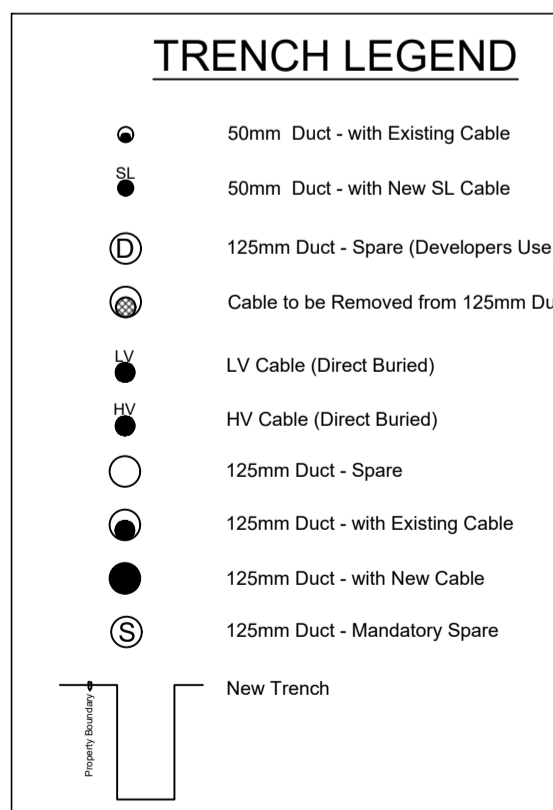 TRENCH LEGEND
50mm Duct - with Existing Cable
SL
50mm Duct - with New SL Cable
D
125mm Duct - Spare (Developers Use
Cable to be Removed from 125mm Du
LV
LV Cable (Direct Buried)
HV
HV Cable (Direct Buried)
125mm Duct - Spare
125mm Duct - with Existing Cable
125mm Duct - with New Cable
S
125mm Duct - Mandatory Spare
New Trench
Property Boundary